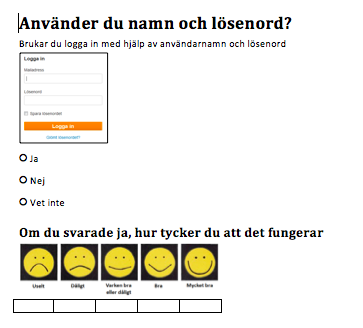 Använder du namn och lösenord?
Brukar du logga in med hjälp av användarnamn och lösenord
Logga in
Mailadress
Lösenord
Spara lösenordet
Logga in
Glömt lösenordet?
Ja
Nej
Vet inte
Om du svarade ja, hur tycker du att det fungerar
Uselt Dåligt Varken bra eller dåligt Bra Mycket bra